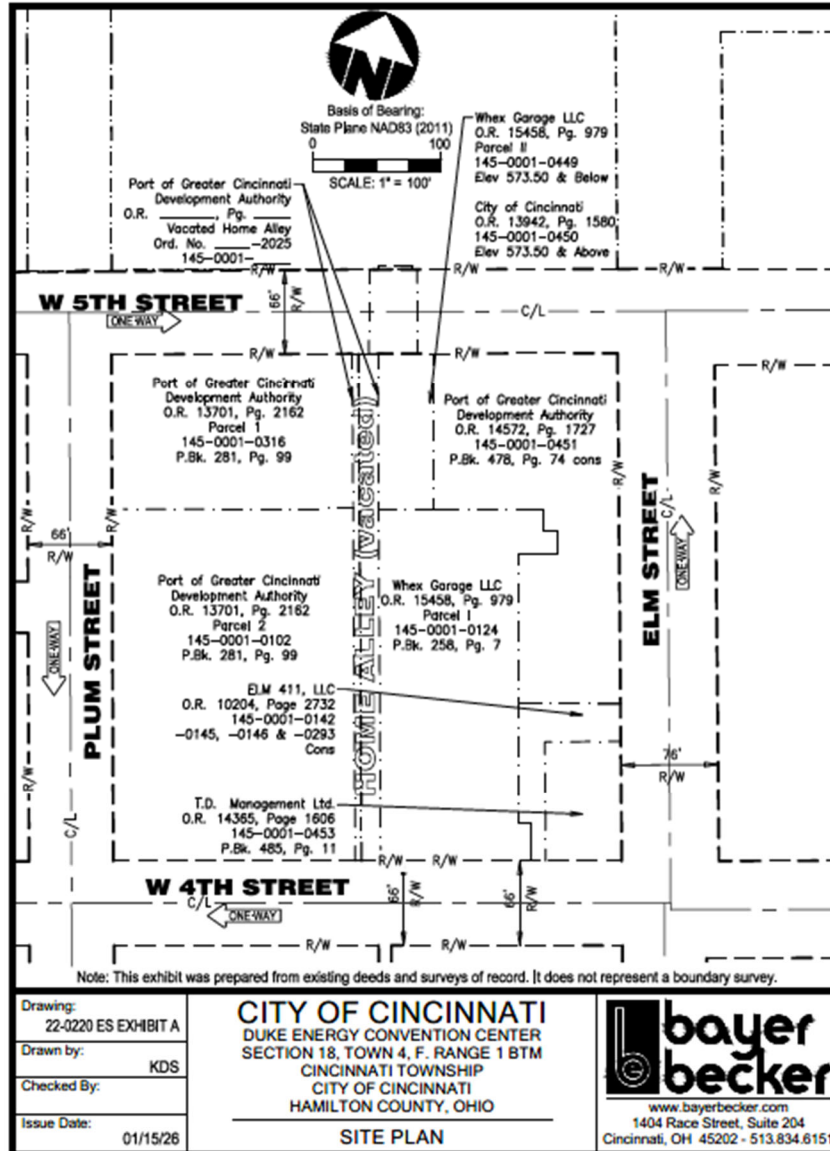 N
Basis of Bearing:
State Plane NAD83 (2011)
0 100
SCALE: 1" = 100'
Whex Garage LLC
O.R. 15458, Pg. 979
Parcel II
145-0001-0449
Elev 573.50 & Below
City of Cincinnati
O.R. 13942, Pg. 1580
145-0001-0450
Elev 573.50 & Above
Port of Greater Cincinnati
Development Authority
O.R. ______, Pg. ____
Vacated Home Alley
Ord. No. ____-2025
145-0001-____
R/W
R/W
R/W
W 5TH STREET
ONE-WAY
66'
R/W
C/L
R/W
R/W
R/W
Port of Greater Cincinnati
Development Authority
O.R. 13701, Pg. 2162
Parcel 1
145-0001-0316
P.Bk. 281, Pg. 99
Port of Greater Cincinnati
Development Authority
O.R. 14572, Pg. 1727
145-0001-0451
P.Bk. 478, Pg. 74 cons
HOME ALLEY (vacated)
R/W
R/W
R/W
R/W
C/L
ELM STREET
ONE-WAY
66'
R/W
PLUM STREET
ONE-WAY
R/W
C/L
Port of Greater Cincinnati
Development Authority
O.R. 13701, Pg. 2162
Parcel 2
145-0001-0102
P.Bk. 281, Pg. 99
Whex Garage LLC
O.R. 15458, Pg. 979
Parcel I
145-0001-0124
P.Bk. 258, Pg. 7
ELM 411, LLC
O.R. 10204, Page 2732
145-0001-0142
-0145, -0146 & -0293
Cons
76'
R/W
T.D. Management Ltd.
O.R. 14365, Page 1606
145-0001-0453
P.Bk. 485, Pg. 11
R/W
R/W
W 4TH STREET
C/L
ONE-WAY
66'
R/W
66'
R/W
R/W
R/W
Note: This exhibit was prepared from existing deeds and surveys of record. It does not represent a boundary survey.
Drawing:
22-0220 ES EXHIBIT A
Drawn by:
KDS
Checked By:
Issue Date:
01/15/26
CITY OF CINCINNATI
DUKE ENERGY CONVENTION CENTER
SECTION 18, TOWN 4, F. RANGE 1 BTM
CINCINNATI TOWNSHIP
CITY OF CINCINNATI
HAMILTON COUNTY, OHIO
SITE PLAN
bayer
becker
www.bayerbecker.com
1404 Race Street, Suite 204
Cincinnati, OH 45202 - 513.834.6151